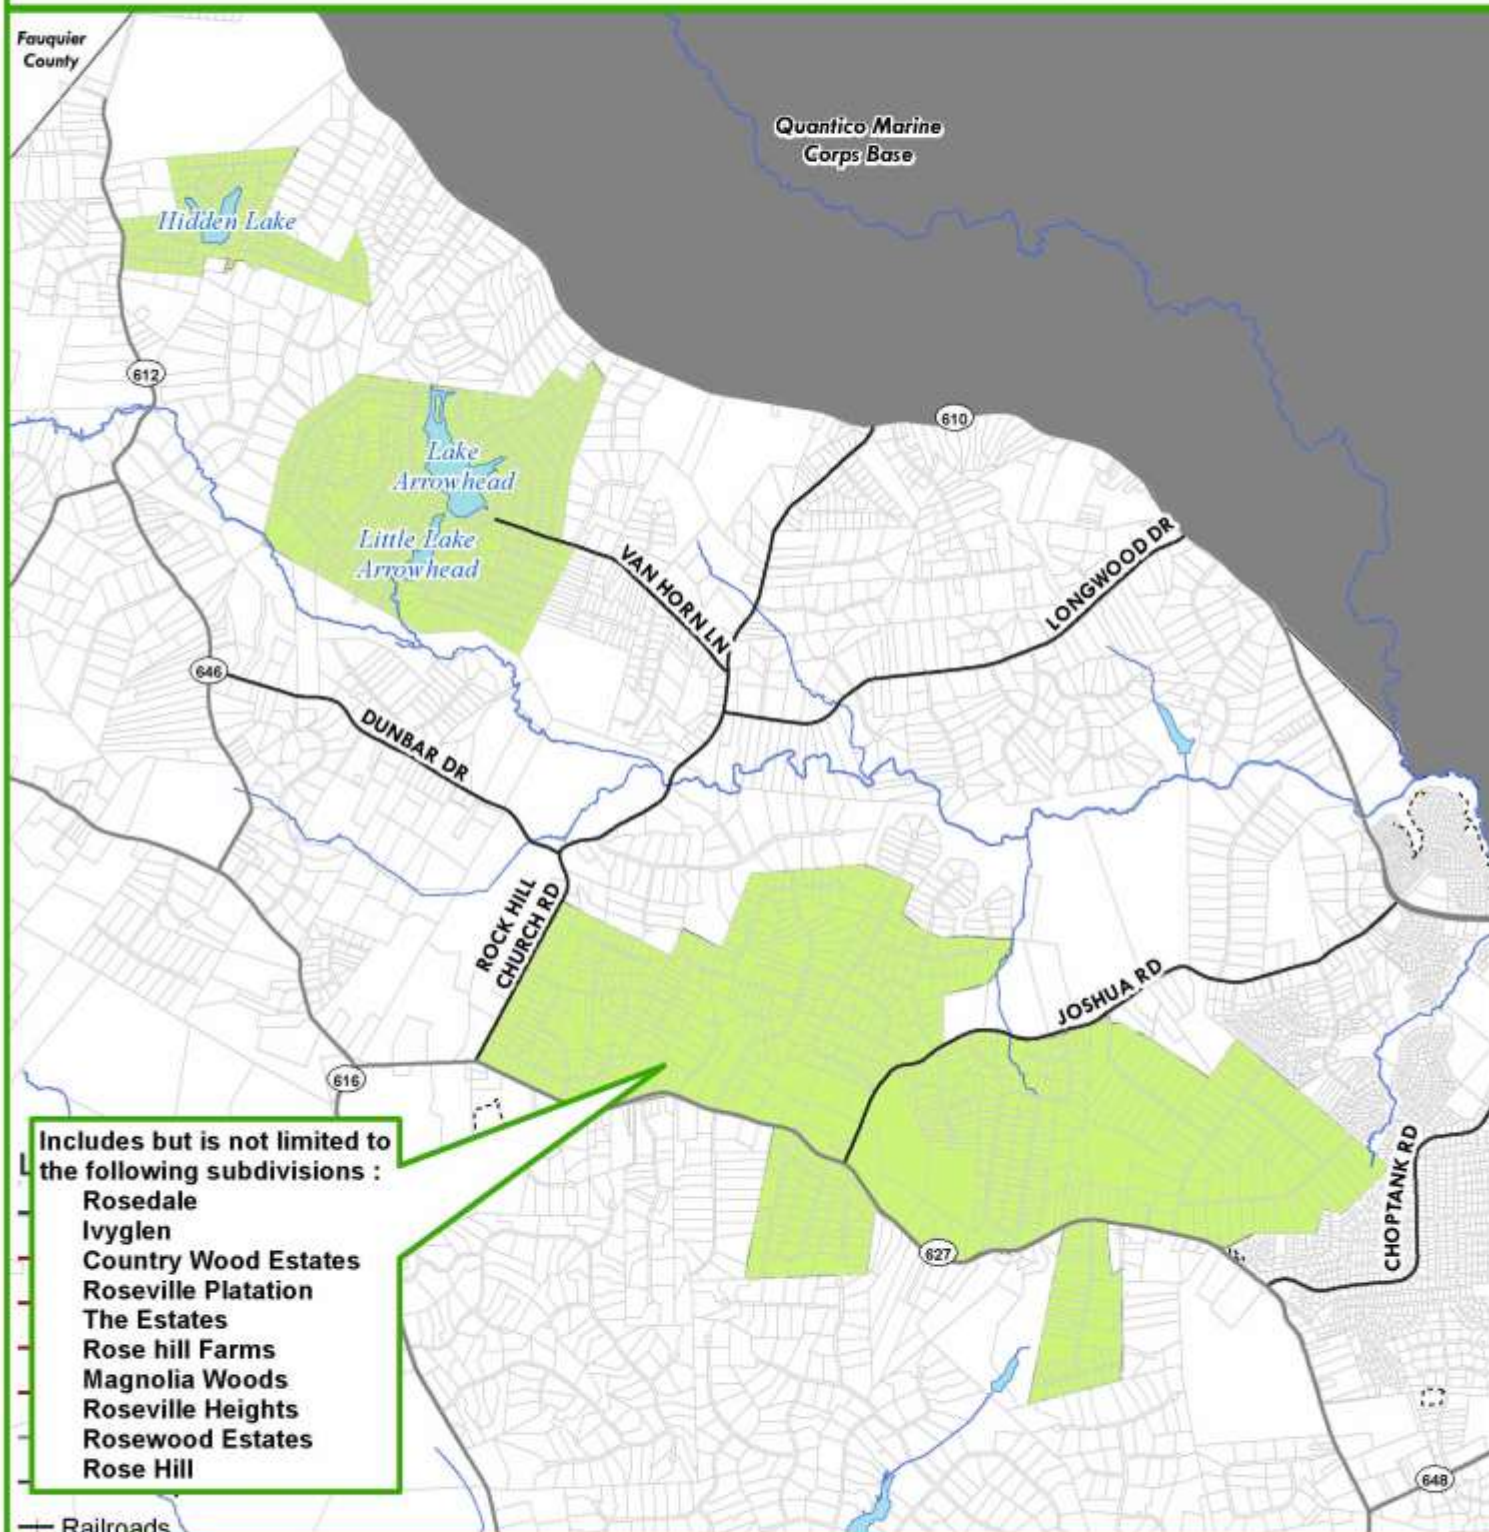 Fauquier
County
Quantico Marine
Corps Base
Hidden Lake
612
610
Lake
Arrowhead
Little Lake
Arrowhead
VAN HORN LN
LONGWOOD DR
646
DUNBAR DR
ROCK HILL
CHURCH RD
JOSHUA RD
616
CHOPTANK RD
627
648
Includes but is not limited to
the following subdivisions :
Rosedale
Ivyglen
Country Wood Estates
Roseville Platation
The Estates
Rose hill Farms
Magnolia Woods
Roseville Heights
Rosewood Estates
Rose Hill
Railroads